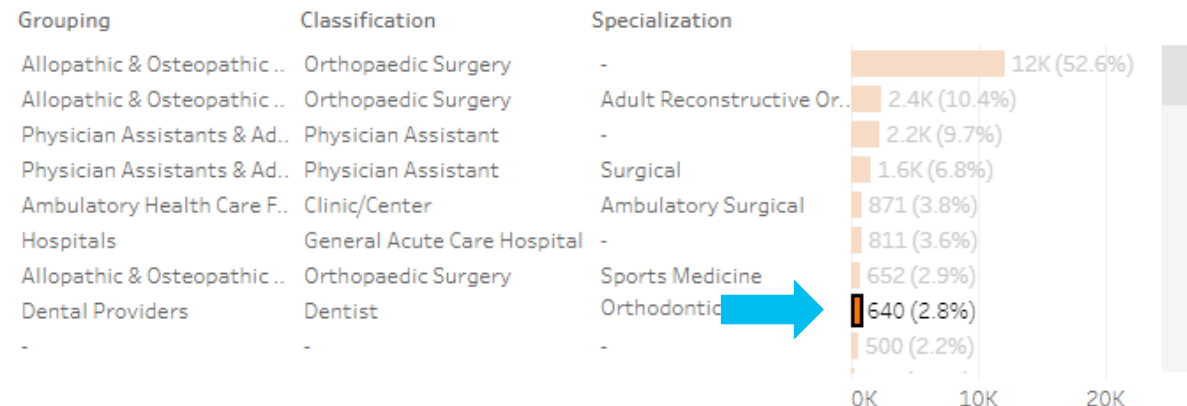 Grouping Classification Specialization
Allopathic & Osteopathic .. Orthopaedic Surgery - 12K (52.6%)
Allopathic & Osteopathic .. Orthopaedic Surgery Adult Reconstructive Or.. 2.4K (10.4%)
Physician Assistants & Ad.. Physician Assistant - 2.2K (9.7%)
Physician Assistants & Ad.. Physician Assistant Surgical 1.6K (6.8%)
Ambulatory Health Care F.. Clinic/Center Ambulatory Surgical 871 (3.8%)
Hospitals General Acute Care Hospital - 811 (3.6%)
Allopathic & Osteopathic .. Orthopaedic Surgery Sports Medicine 652 (2.9%)
Dental Providers Dentist Orthodontic 640 (2.8%)
- - - 500 (2.2%)
0K 10K 20K